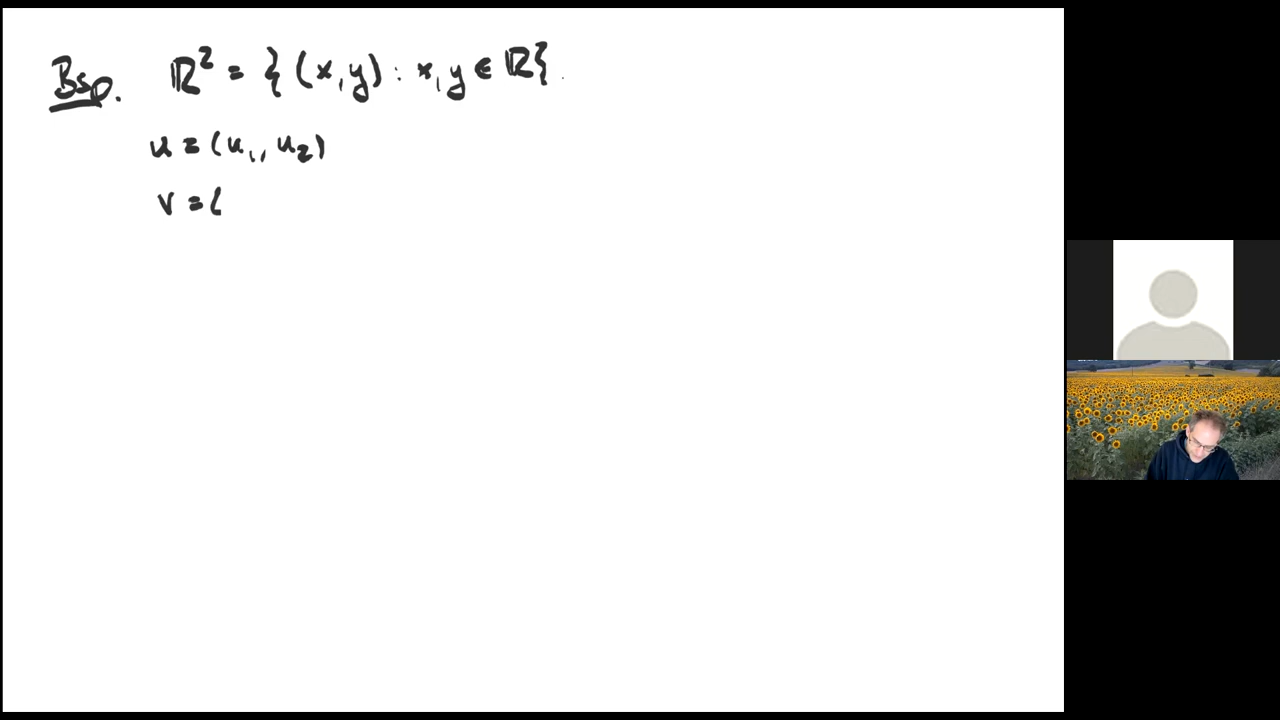 Bsp. ℝ² = {(x,y) : x,y ∈ ℝ}.
u = (u₁, u₂)
v = (